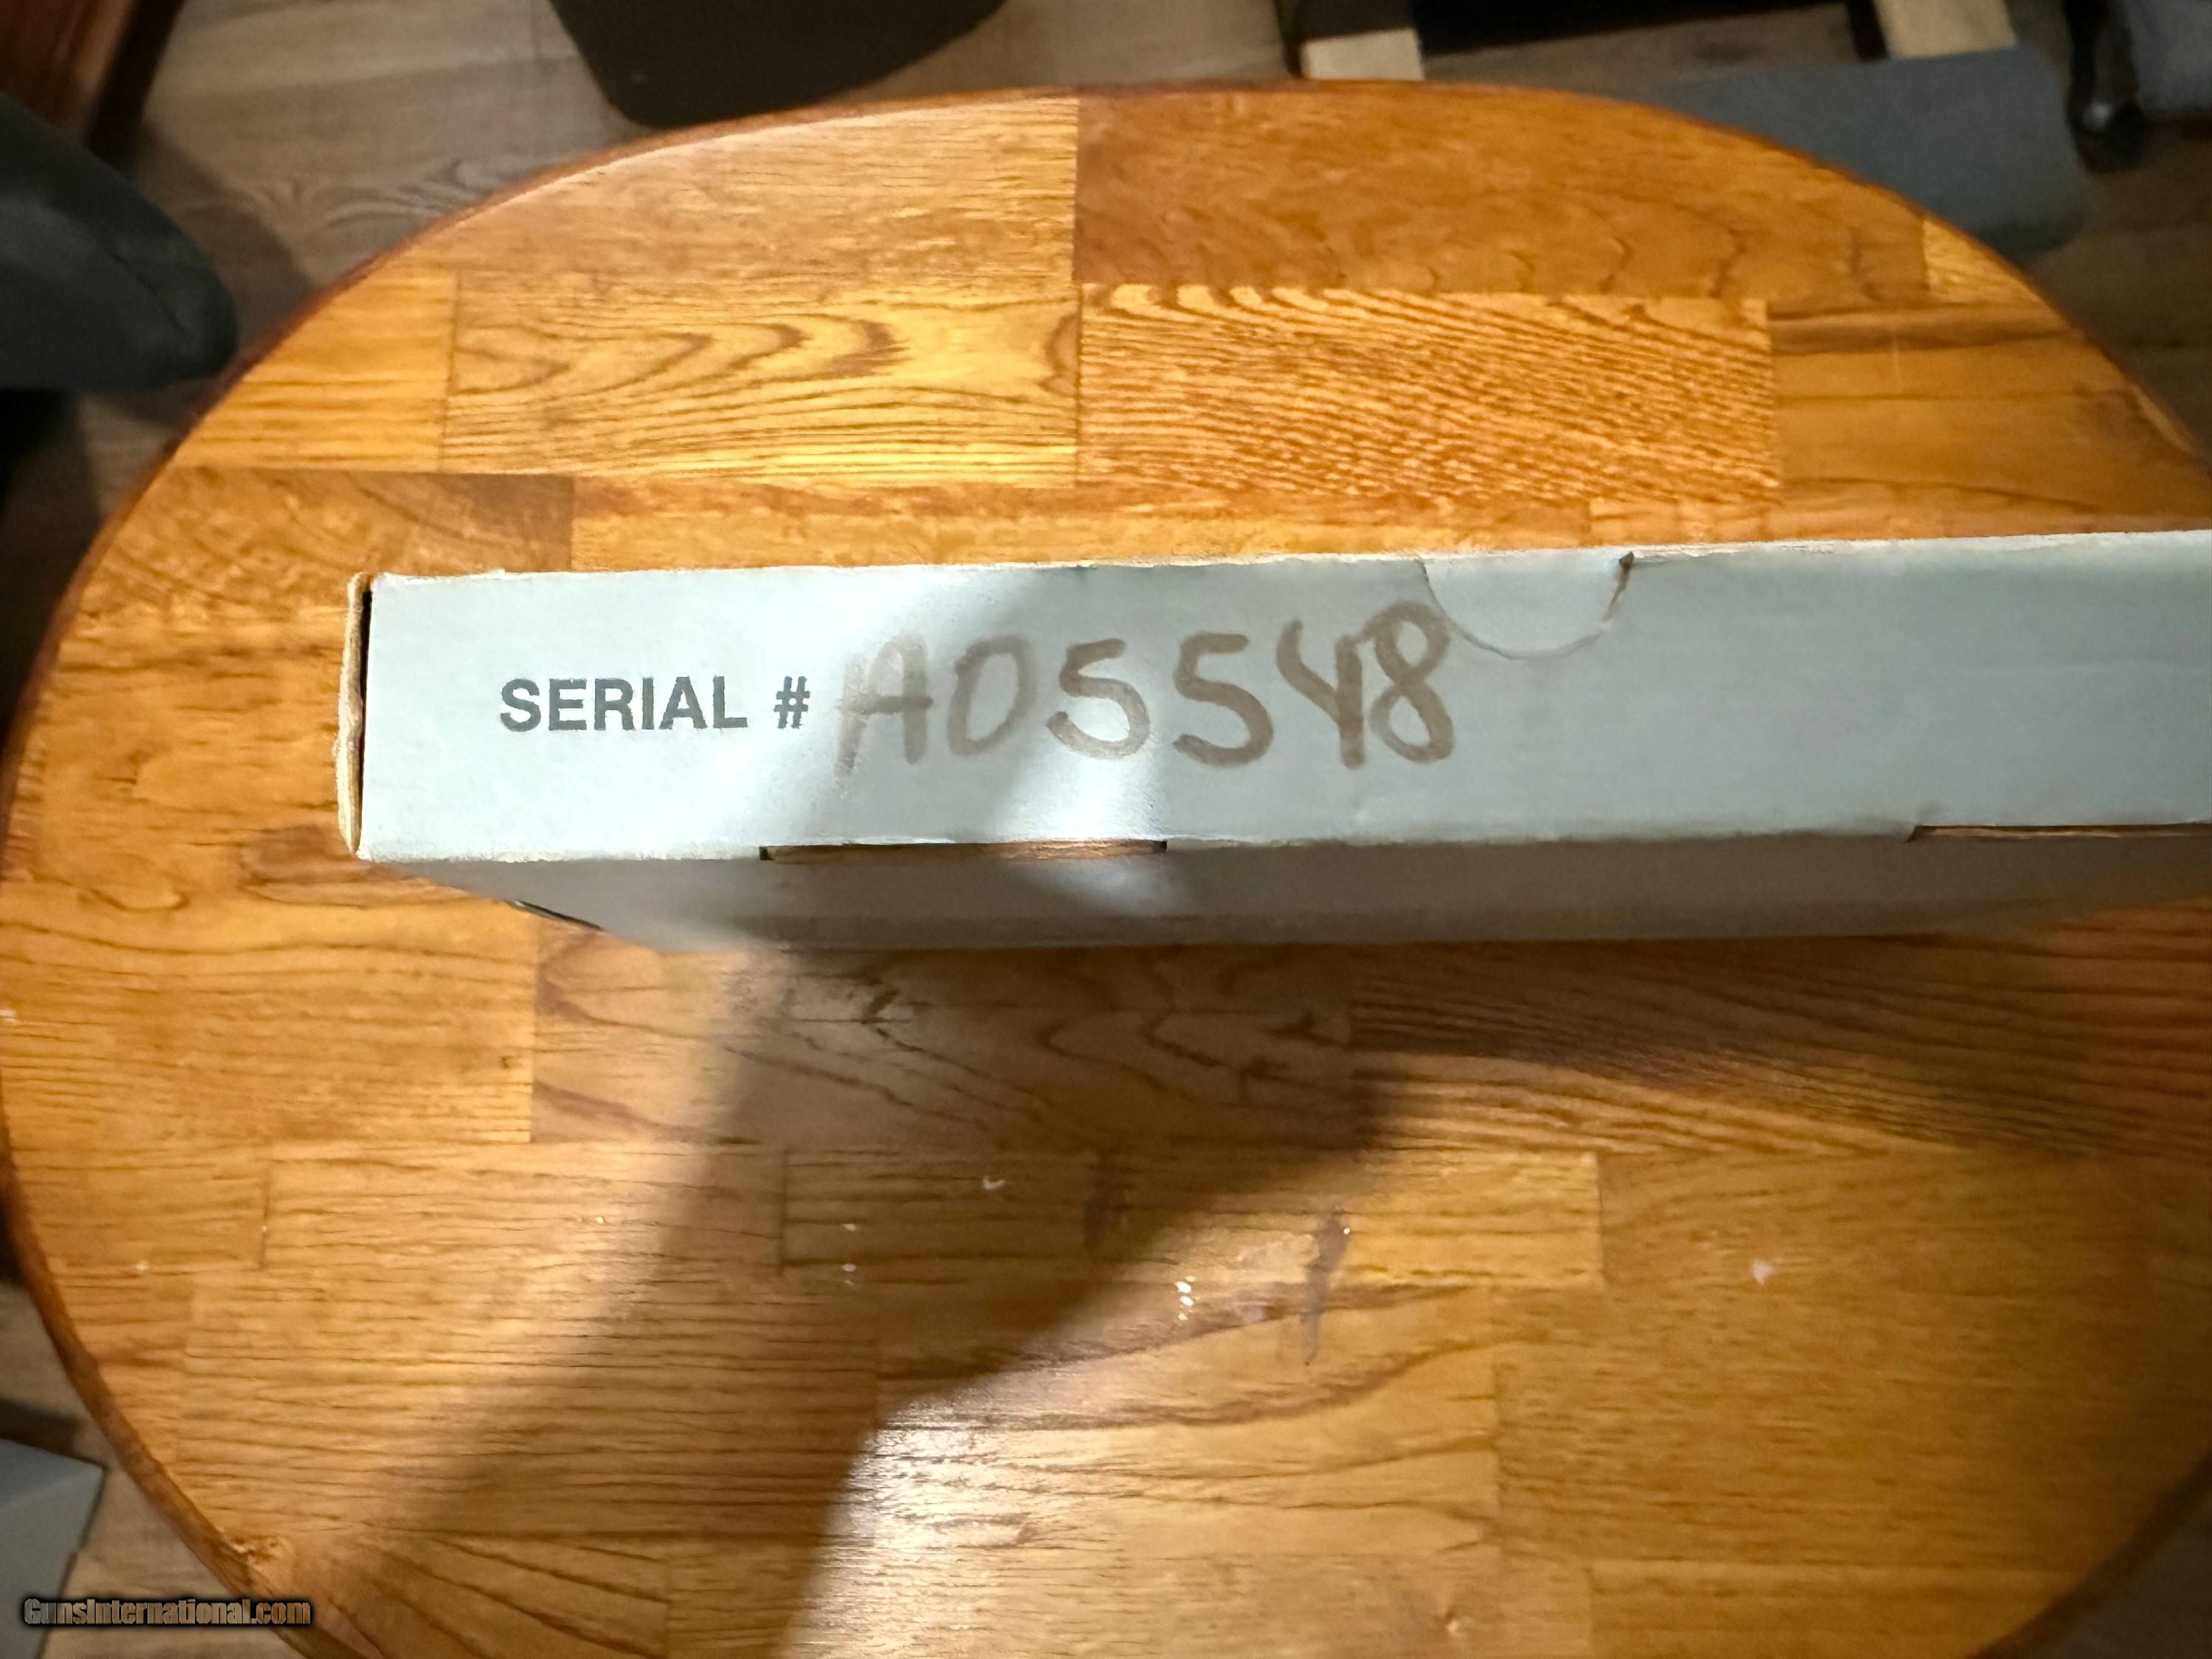 SERIAL # A05548
GunsInternational.com